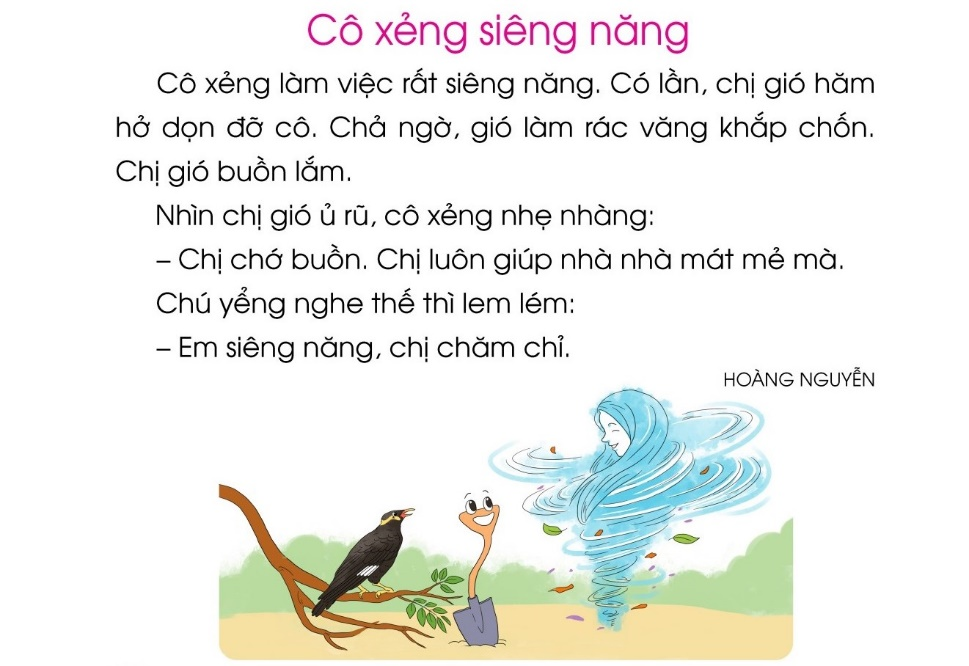 Cô xẻng siêng năng
Cô xẻng làm việc rất siêng năng. Có lần, chị gió hăm
hở dọn đỡ cô. Chả ngờ, gió làm rác văng khắp chốn.
Chị gió buồn lắm.
Nhìn chị gió ủ rũ, cô xẻng nhẹ nhàng:
– Chị chớ buồn. Chị luôn giúp nhà nhà mát mẻ mà.
Chú yểng nghe thế thì lem lém:
– Em siêng năng, chị chăm chỉ.
HOÀNG NGUYỄN